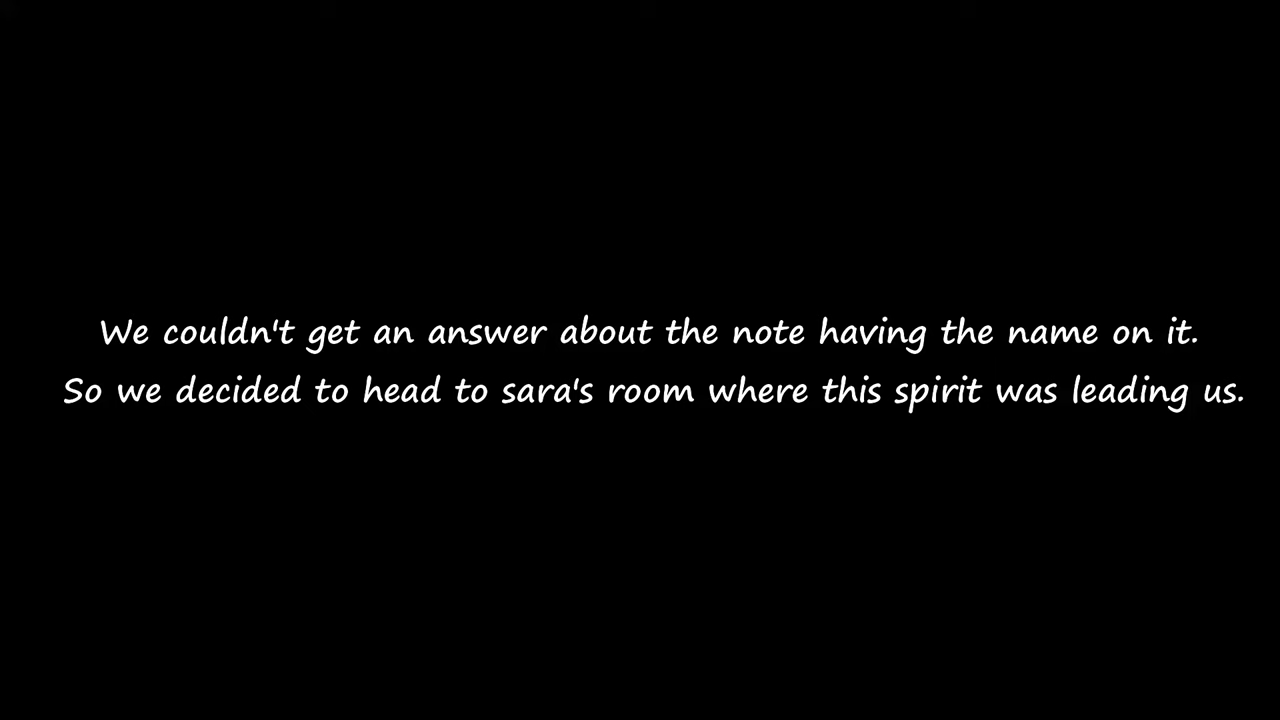 We couldn't get an answer about the note having the name on it.
So we decided to head to sara's room where this spirit was leading us.